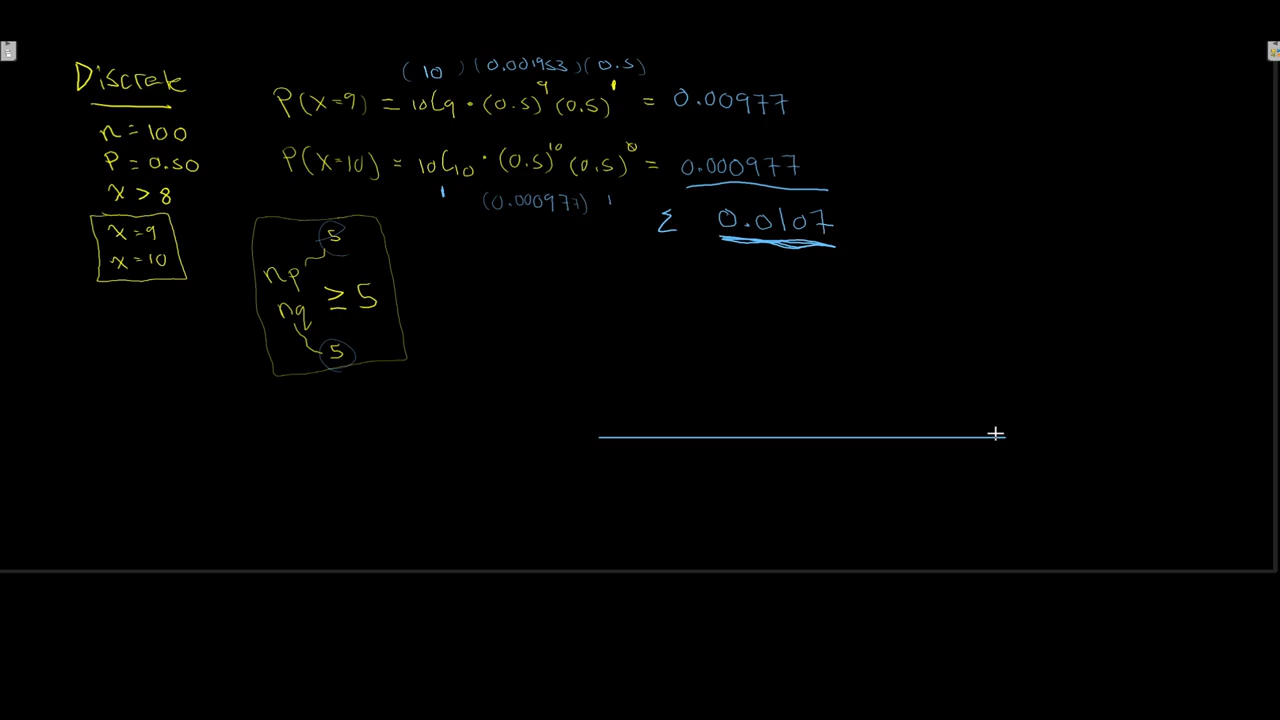 Discrete
n = 100
P = 0.50
x > 8
x = 9
x = 10
(10)(0.001953)(0.5)
P(x=9) = 10C9 · (0.5)^9 (0.5)^1 = 0.00977
P(x=10) = 10C10 · (0.5)^10 (0.5)^0 = 0.000977
1 (0.000977) 1
Σ 0.0107
5
np
nq ≥ 5
5